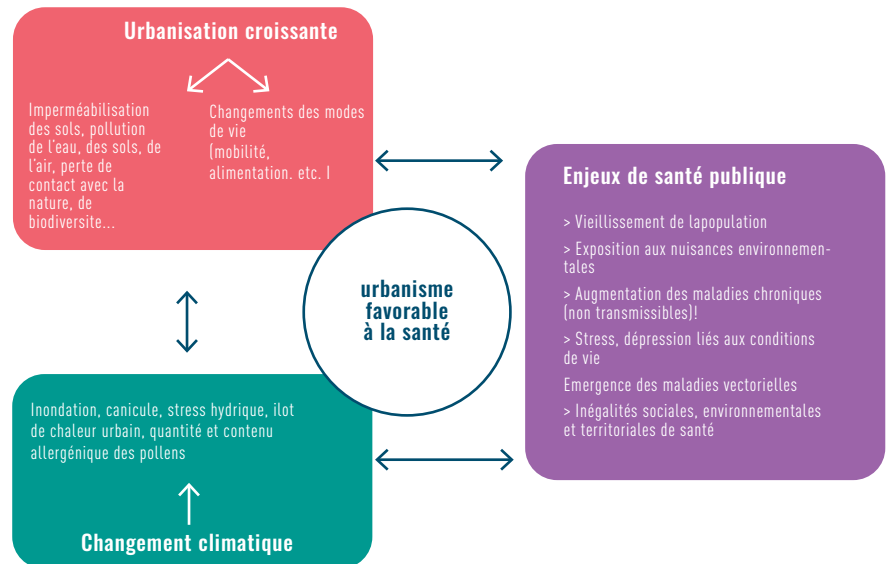 Urbanisation croissante
Imperméabilisation
des sols, pollution
de l'eau, des sols, de
l'air, perte de
contact avec la
nature, de
biodiversite...
Changements des modes
de vie
(mobilité,
alimentation. etc. I
Enjeux de santé publique
> Vieillissement de lapopulation
> Exposition aux nuisances environnemen-
tales
> Augmentation des maladies chroniques
(non transmissibles)!
> Stress, dépression liés aux conditions
de vie
Emergence des maladies vectorielles
> Inégalités sociales, environnementales
et territoriales de santé
urbanisme
favorable
à la santé
Inondation, canicule, stress hydrique, ilot
de chaleur urbain, quantité et contenu
allergénique des pollens
Changement climatique